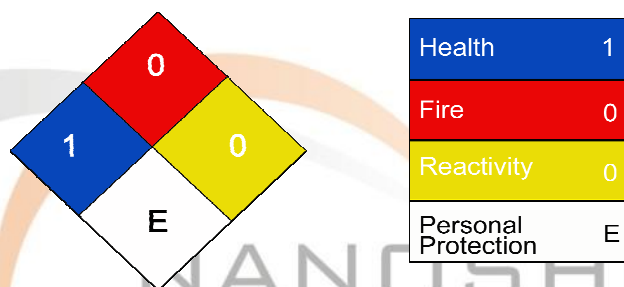 0
1
0
E
Health 1
Fire 0
Reactivity 0
Personal
Protection E
NANOSH